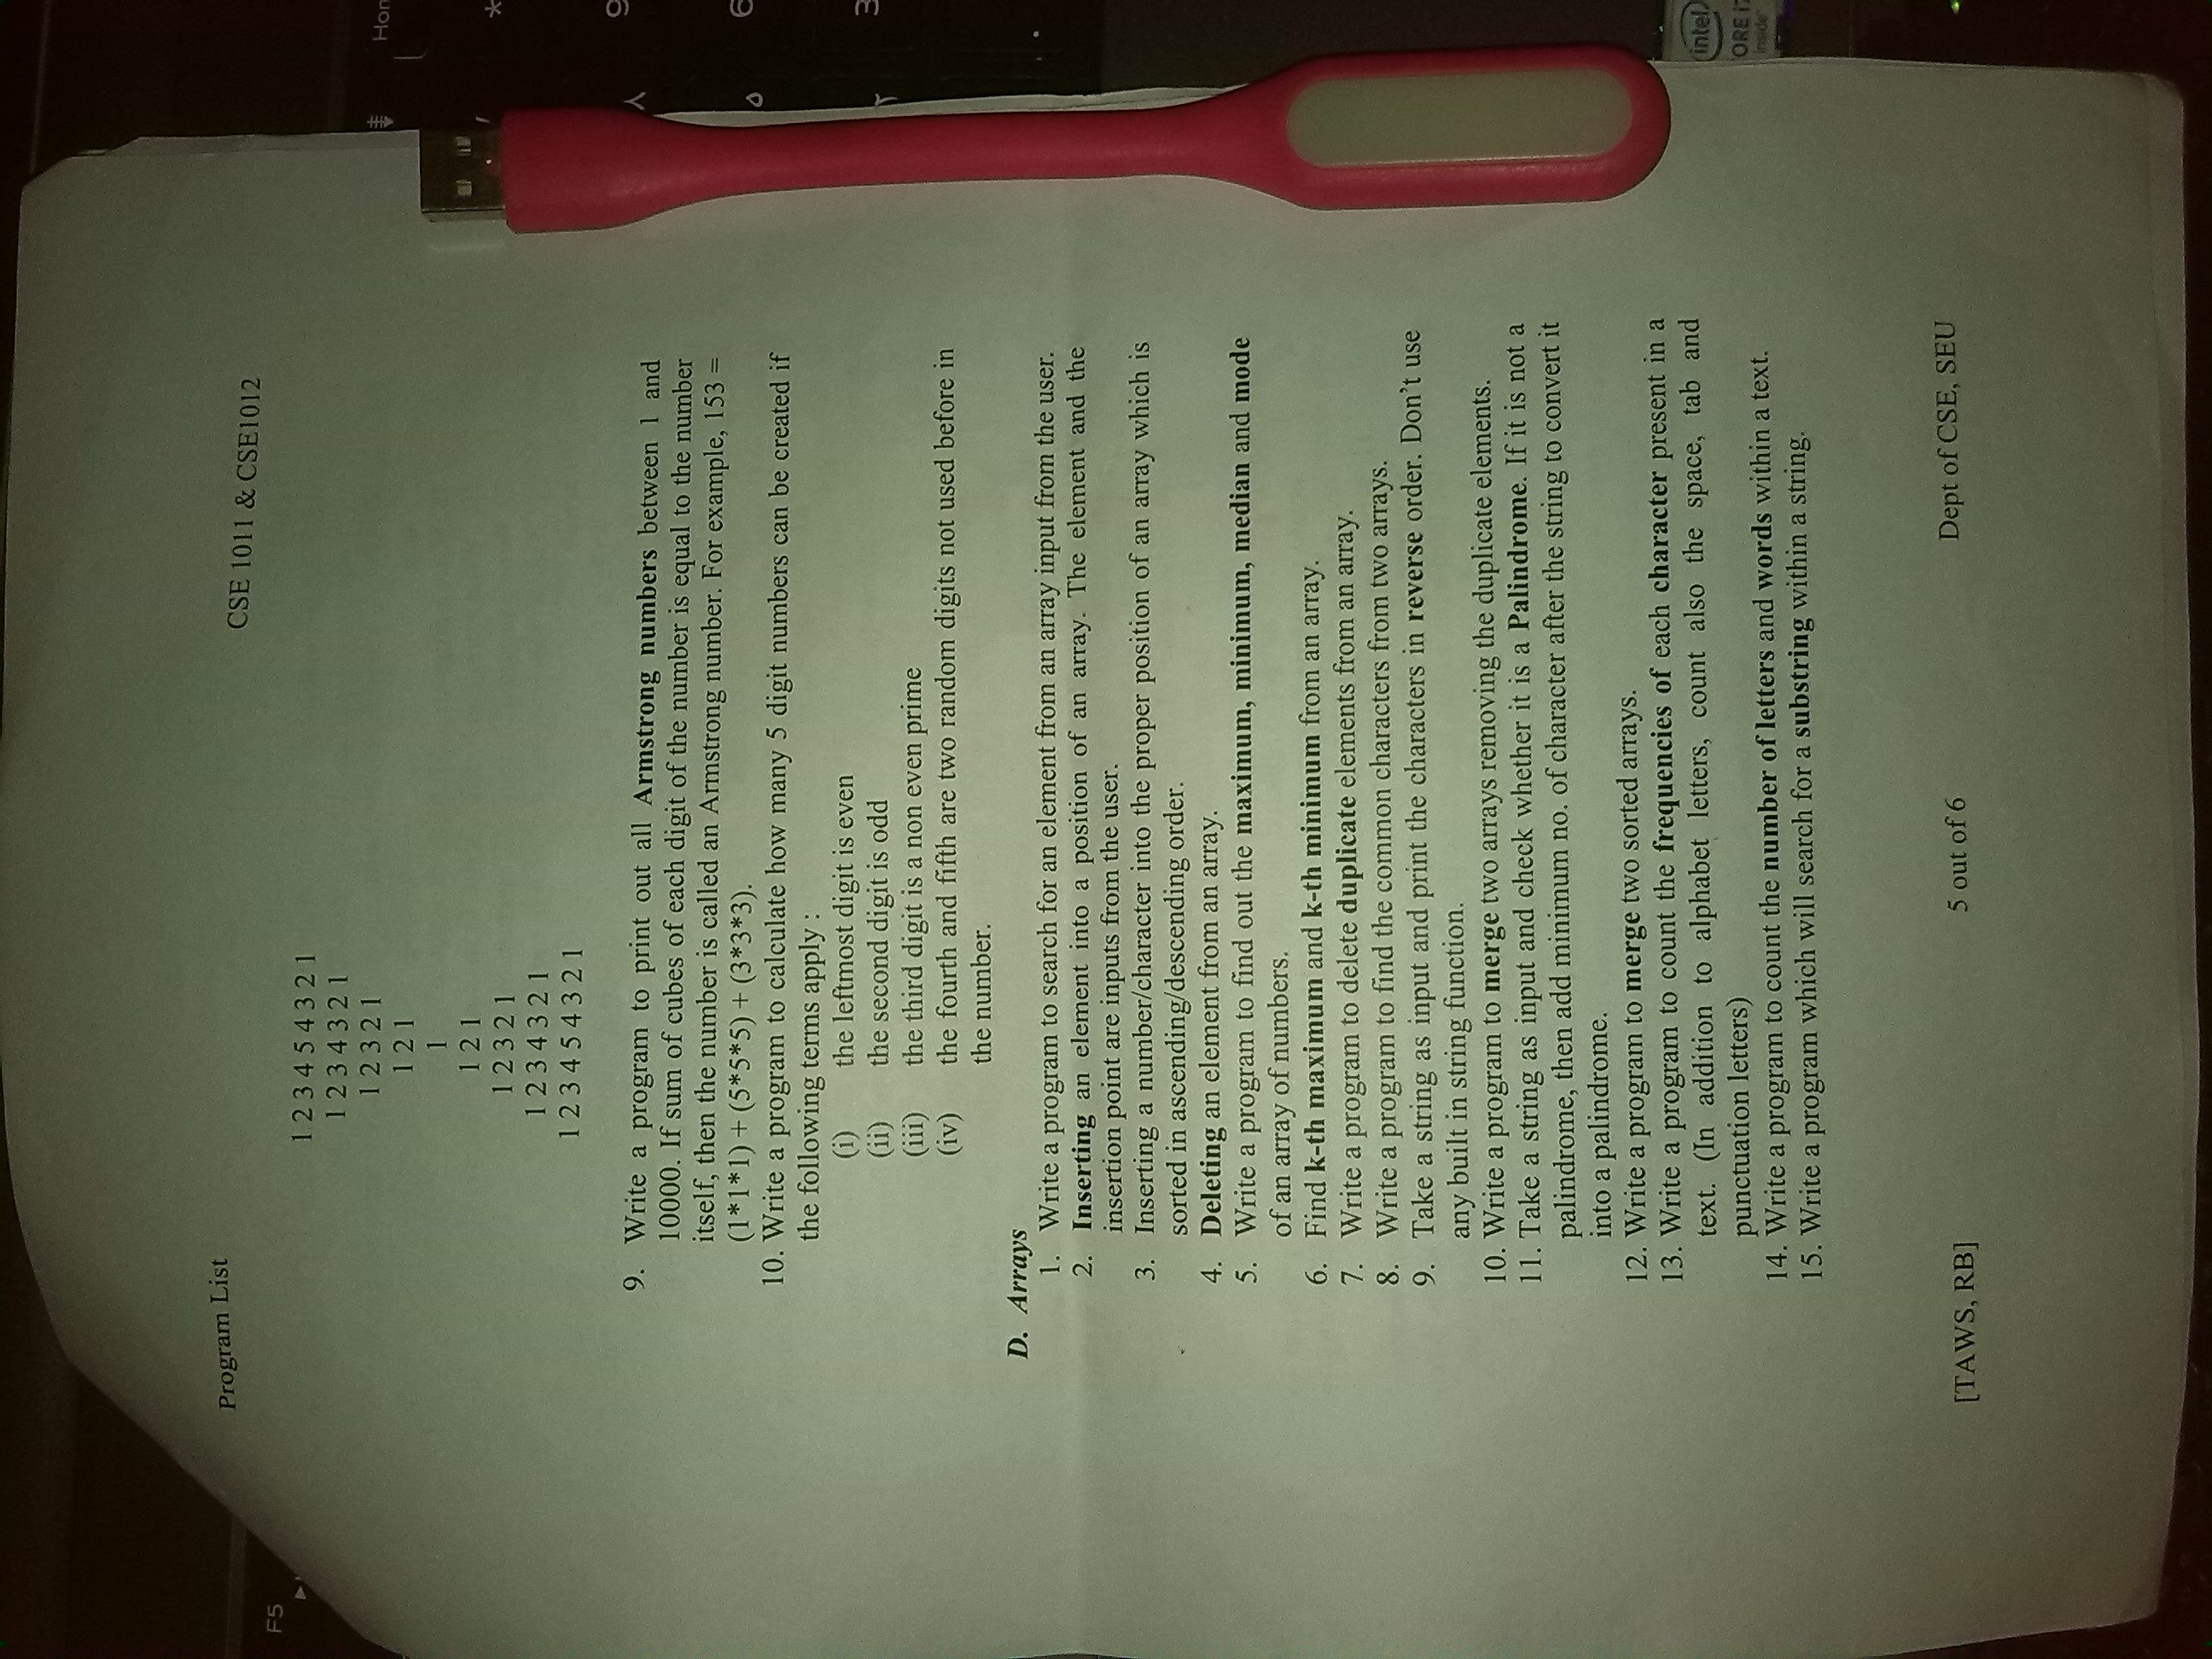 Program List CSE 1011 & CSE1012
1 2 3 4 5 4 3 2 1
1 2 3 4 3 2 1
1 2 3 2 1
1 2 1
1
1 2 1
1 2 3 2 1
1 2 3 4 3 2 1
1 2 3 4 5 4 3 2 1
9. Write a program to print out all Armstrong numbers between 1 and
10000. If sum of cubes of each digit of the number is equal to the number
itself, then the number is called an Armstrong number. For example, 153 =
(1*1*1) + (5*5*5) + (3*3*3).
10. Write a program to calculate how many 5 digit numbers can be created if
the following terms apply :
(i) the leftmost digit is even
(ii) the second digit is odd
(iii) the third digit is a non even prime
(iv) the fourth and fifth are two random digits not used before in
the number.
D. Arrays
1. Write a program to search for an element from an array input from the user.
2. Inserting an element into a position of an array. The element and the
insertion point are inputs from the user.
3. Inserting a number/character into the proper position of an array which is
sorted in ascending/descending order.
4. Deleting an element from an array.
5. Write a program to find out the maximum, minimum, median and mode
of an array of numbers.
6. Find k-th maximum and k-th minimum from an array.
7. Write a program to delete duplicate elements from an array.
8. Write a program to find the common characters from two arrays.
9. Take a string as input and print the characters in reverse order. Don't use
any built in string function.
10. Write a program to merge two arrays removing the duplicate elements.
11. Take a string as input and check whether it is a Palindrome. If it is not a
palindrome, then add minimum no. of character after the string to convert it
into a palindrome.
12. Write a program to merge two sorted arrays.
13. Write a program to count the frequencies of each character present in a
text. (In addition to alphabet letters, count also the space, tab and
punctuation letters)
14. Write a program to count the number of letters and words within a text.
15. Write a program which will search for a substring within a string.
[TAWS, RB] 5 out of 6 Dept of CSE, SEU
F5
Hom
*
9
6
3
intel
ORE i7
inside